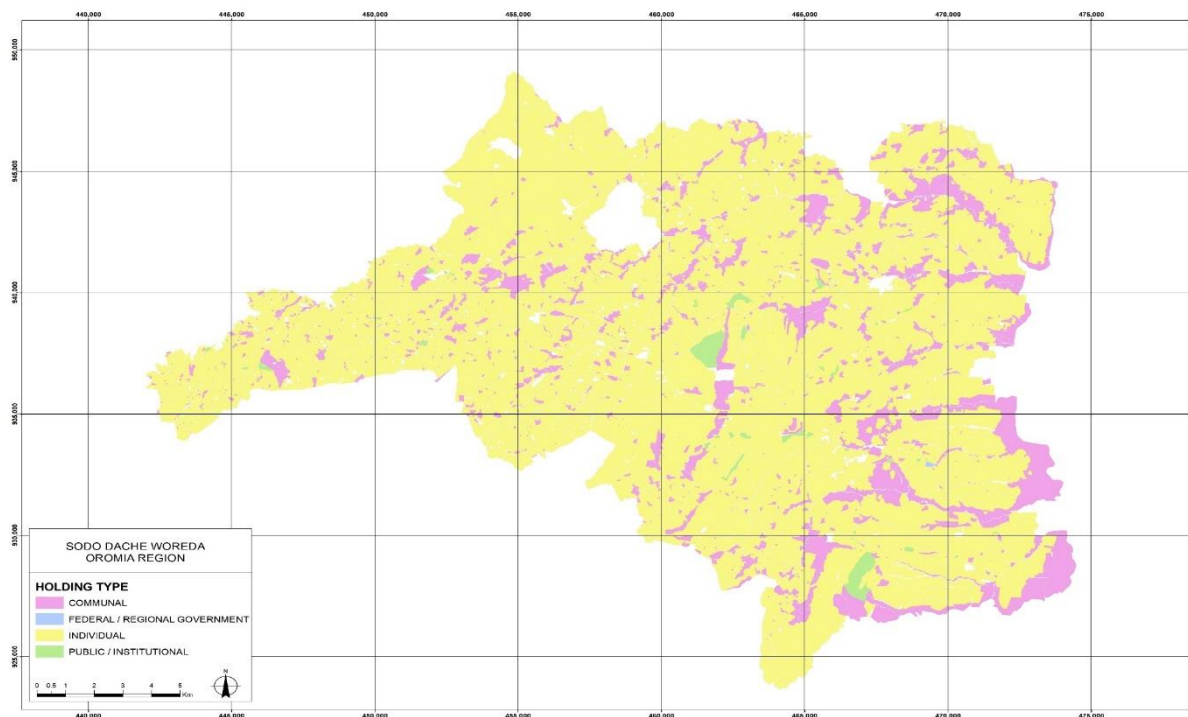 440,000 445,000 450,000 455,000 460,000 465,000 470,000 475,000
950,000
945,000
940,000
935,000
930,000
925,000
SODO DACHE WOREDA
OROMIA REGION
HOLDING TYPE
COMMUNAL
FEDERAL / REGIONAL GOVERNMENT
INDIVIDUAL
PUBLIC / INSTITUTIONAL
N
0 0.5 1 2 3 4 5
Km
440,000 445,000 450,000 455,000 460,000 465,000 470,000 475,000